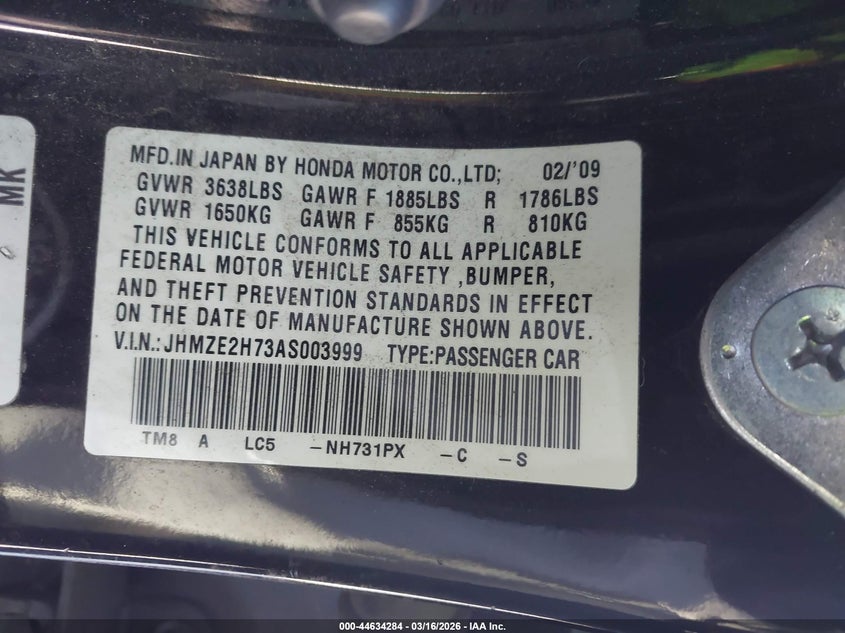 MFD.IN JAPAN BY HONDA MOTOR CO.,LTD; 02/'09
GVWR 3638LBS GAWR F 1885LBS R 1786LBS
GVWR 1650KG GAWR F 855KG R 810KG
THIS VEHICLE CONFORMS TO ALL APPLICABLE
FEDERAL MOTOR VEHICLE SAFETY ,BUMPER,
AND THEFT PREVENTION STANDARDS IN EFFECT
ON THE DATE OF MANUFACTURE SHOWN ABOVE.
V.I.N.:JHMZE2H73AS003999 TYPE:PASSENGER CAR
TM8 A LC5 -NH731PX -C -S
MK
000-44634284 - 03/16/2026 - IAA Inc.